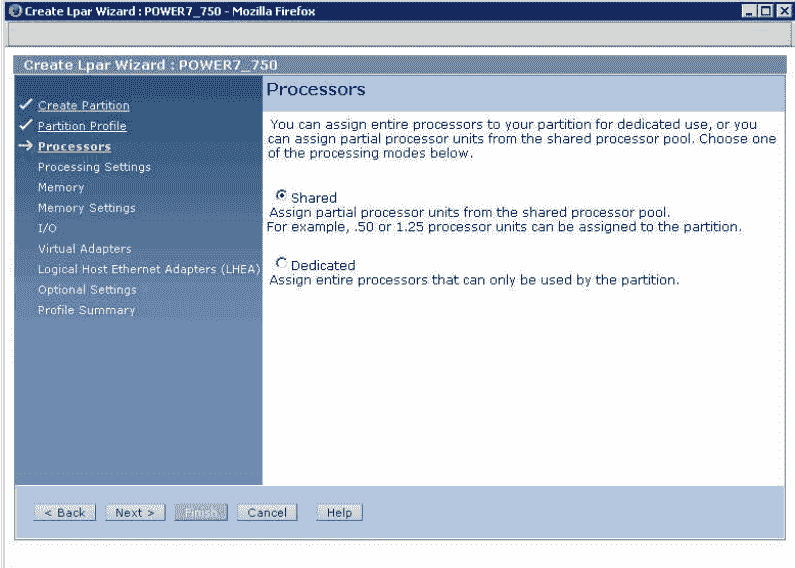 Create Lpar Wizard : POWER7_750 - Mozilla Firefox
Create Lpar Wizard : POWER7_750
Create Partition
Partition Profile
Processors
Processing Settings
Memory
Memory Settings
I/O
Virtual Adapters
Logical Host Ethernet Adapters (LHEA)
Optional Settings
Profile Summary
Processors
You can assign entire processors to your partition for dedicated use, or you
can assign partial processor units from the shared processor pool. Choose one
of the processing modes below.
Shared
Assign partial processor units from the shared processor pool.
For example, .50 or 1.25 processor units can be assigned to the partition.
Dedicated
Assign entire processors that can only be used by the partition.
< Back Next > Finish Cancel Help